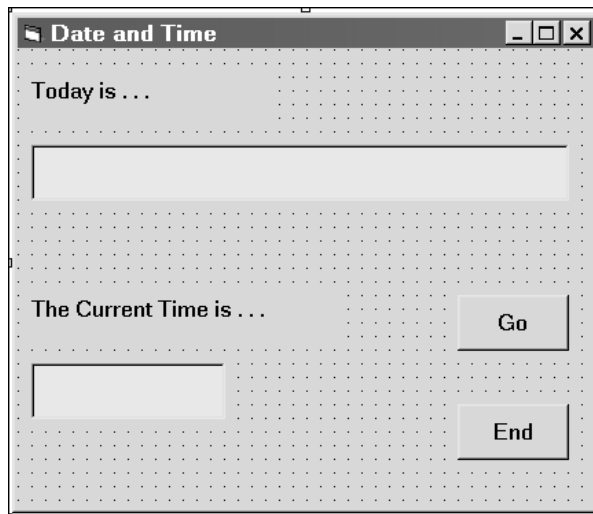 Date and Time
Today is . . .
The Current Time is . . .
Go
End